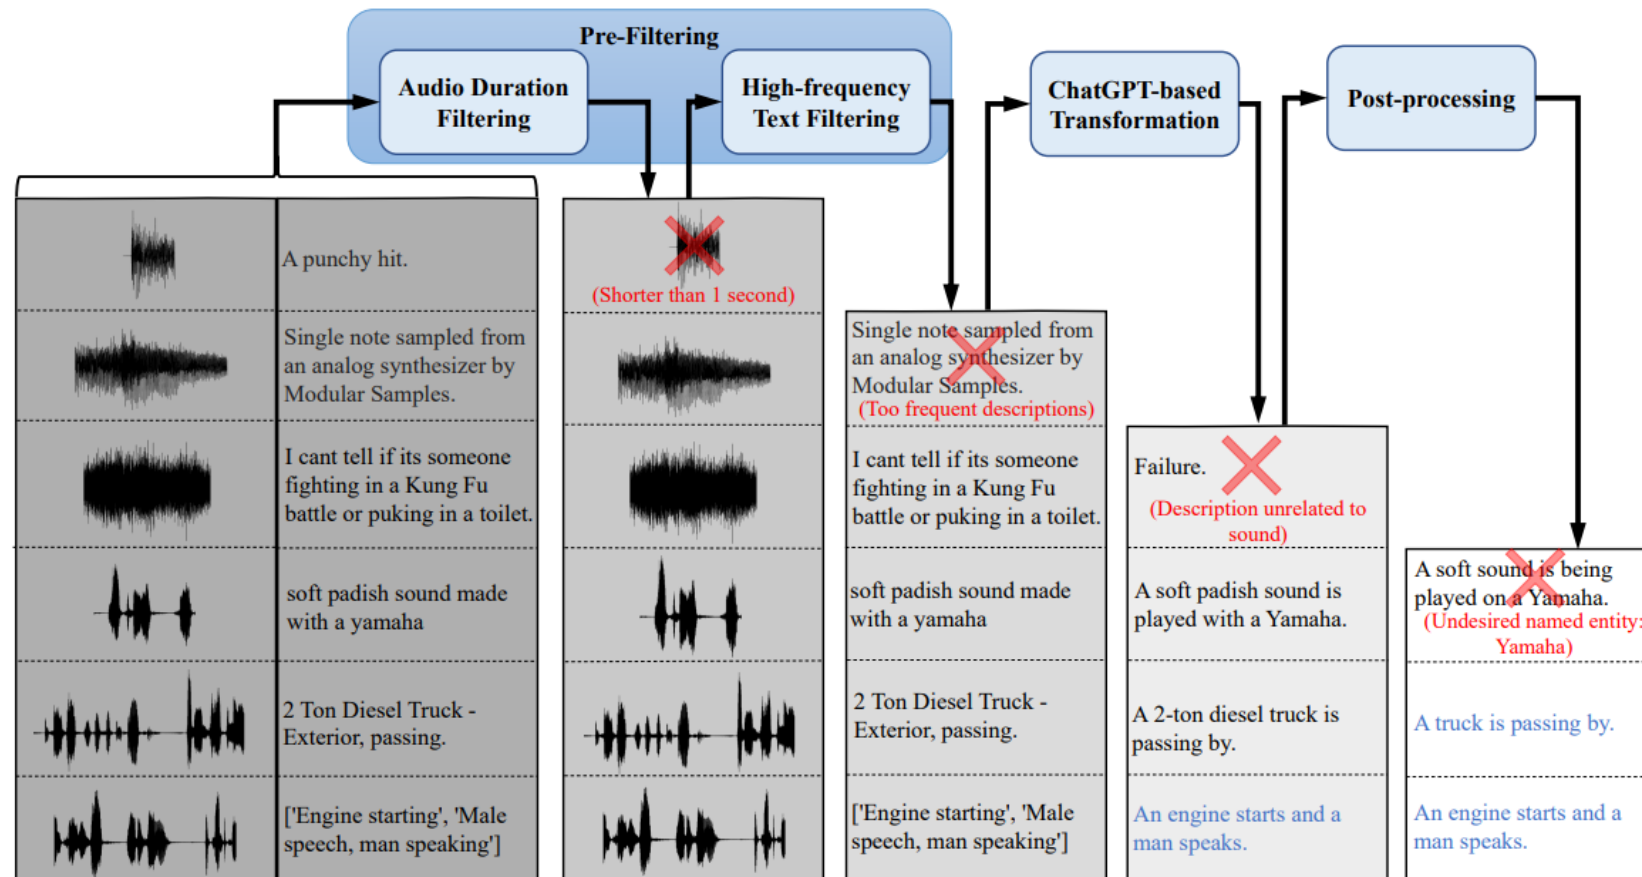 Pre-Filtering
Audio Duration
Filtering
High-frequency
Text Filtering
ChatGPT-based
Transformation
Post-processing
A punchy hit.
Single note sampled from
an analog synthesizer by
Modular Samples.
I cant tell if its someone
fighting in a Kung Fu
battle or puking in a toilet.
soft padish sound made
with a yamaha
2 Ton Diesel Truck -
Exterior, passing.
['Engine starting', 'Male
speech, man speaking']
(Shorter than 1 second)
Single note sampled from
an analog synthesizer by
Modular Samples.
(Too frequent descriptions)
I cant tell if its someone
fighting in a Kung Fu
battle or puking in a toilet.
soft padish sound made
with a yamaha
2 Ton Diesel Truck -
Exterior, passing.
['Engine starting', 'Male
speech, man speaking']
Failure.
(Description unrelated to
sound)
A soft padish sound is
played with a Yamaha.
A 2-ton diesel truck is
passing by.
An engine starts and a
man speaks.
A soft sound is being
played on a Yamaha.
(Undesired named entity:
Yamaha)
A truck is passing by.
An engine starts and a
man speaks.